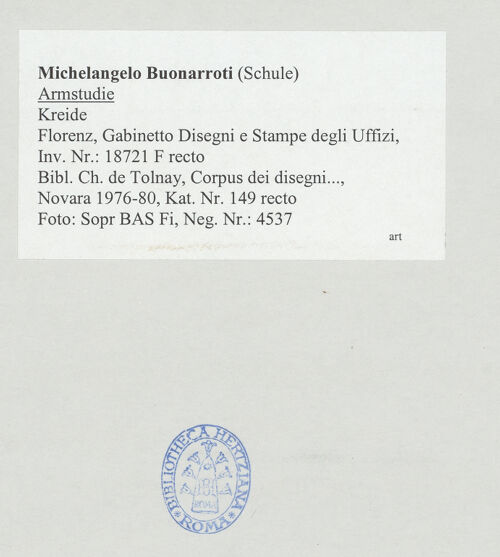 Michelangelo Buonarroti (Schule)
Armstudie
Kreide
Florenz, Gabinetto Disegni e Stampe degli Uffizi,
Inv. Nr.: 18721 F recto
Bibl. Ch. de Tolnay, Corpus dei disegni...,
Novara 1976-80, Kat. Nr. 149 recto
Foto: Sopr BAS Fi, Neg. Nr.: 4537
art
BIBLIOTHECA HERTZIANA
ROMA
ROMA